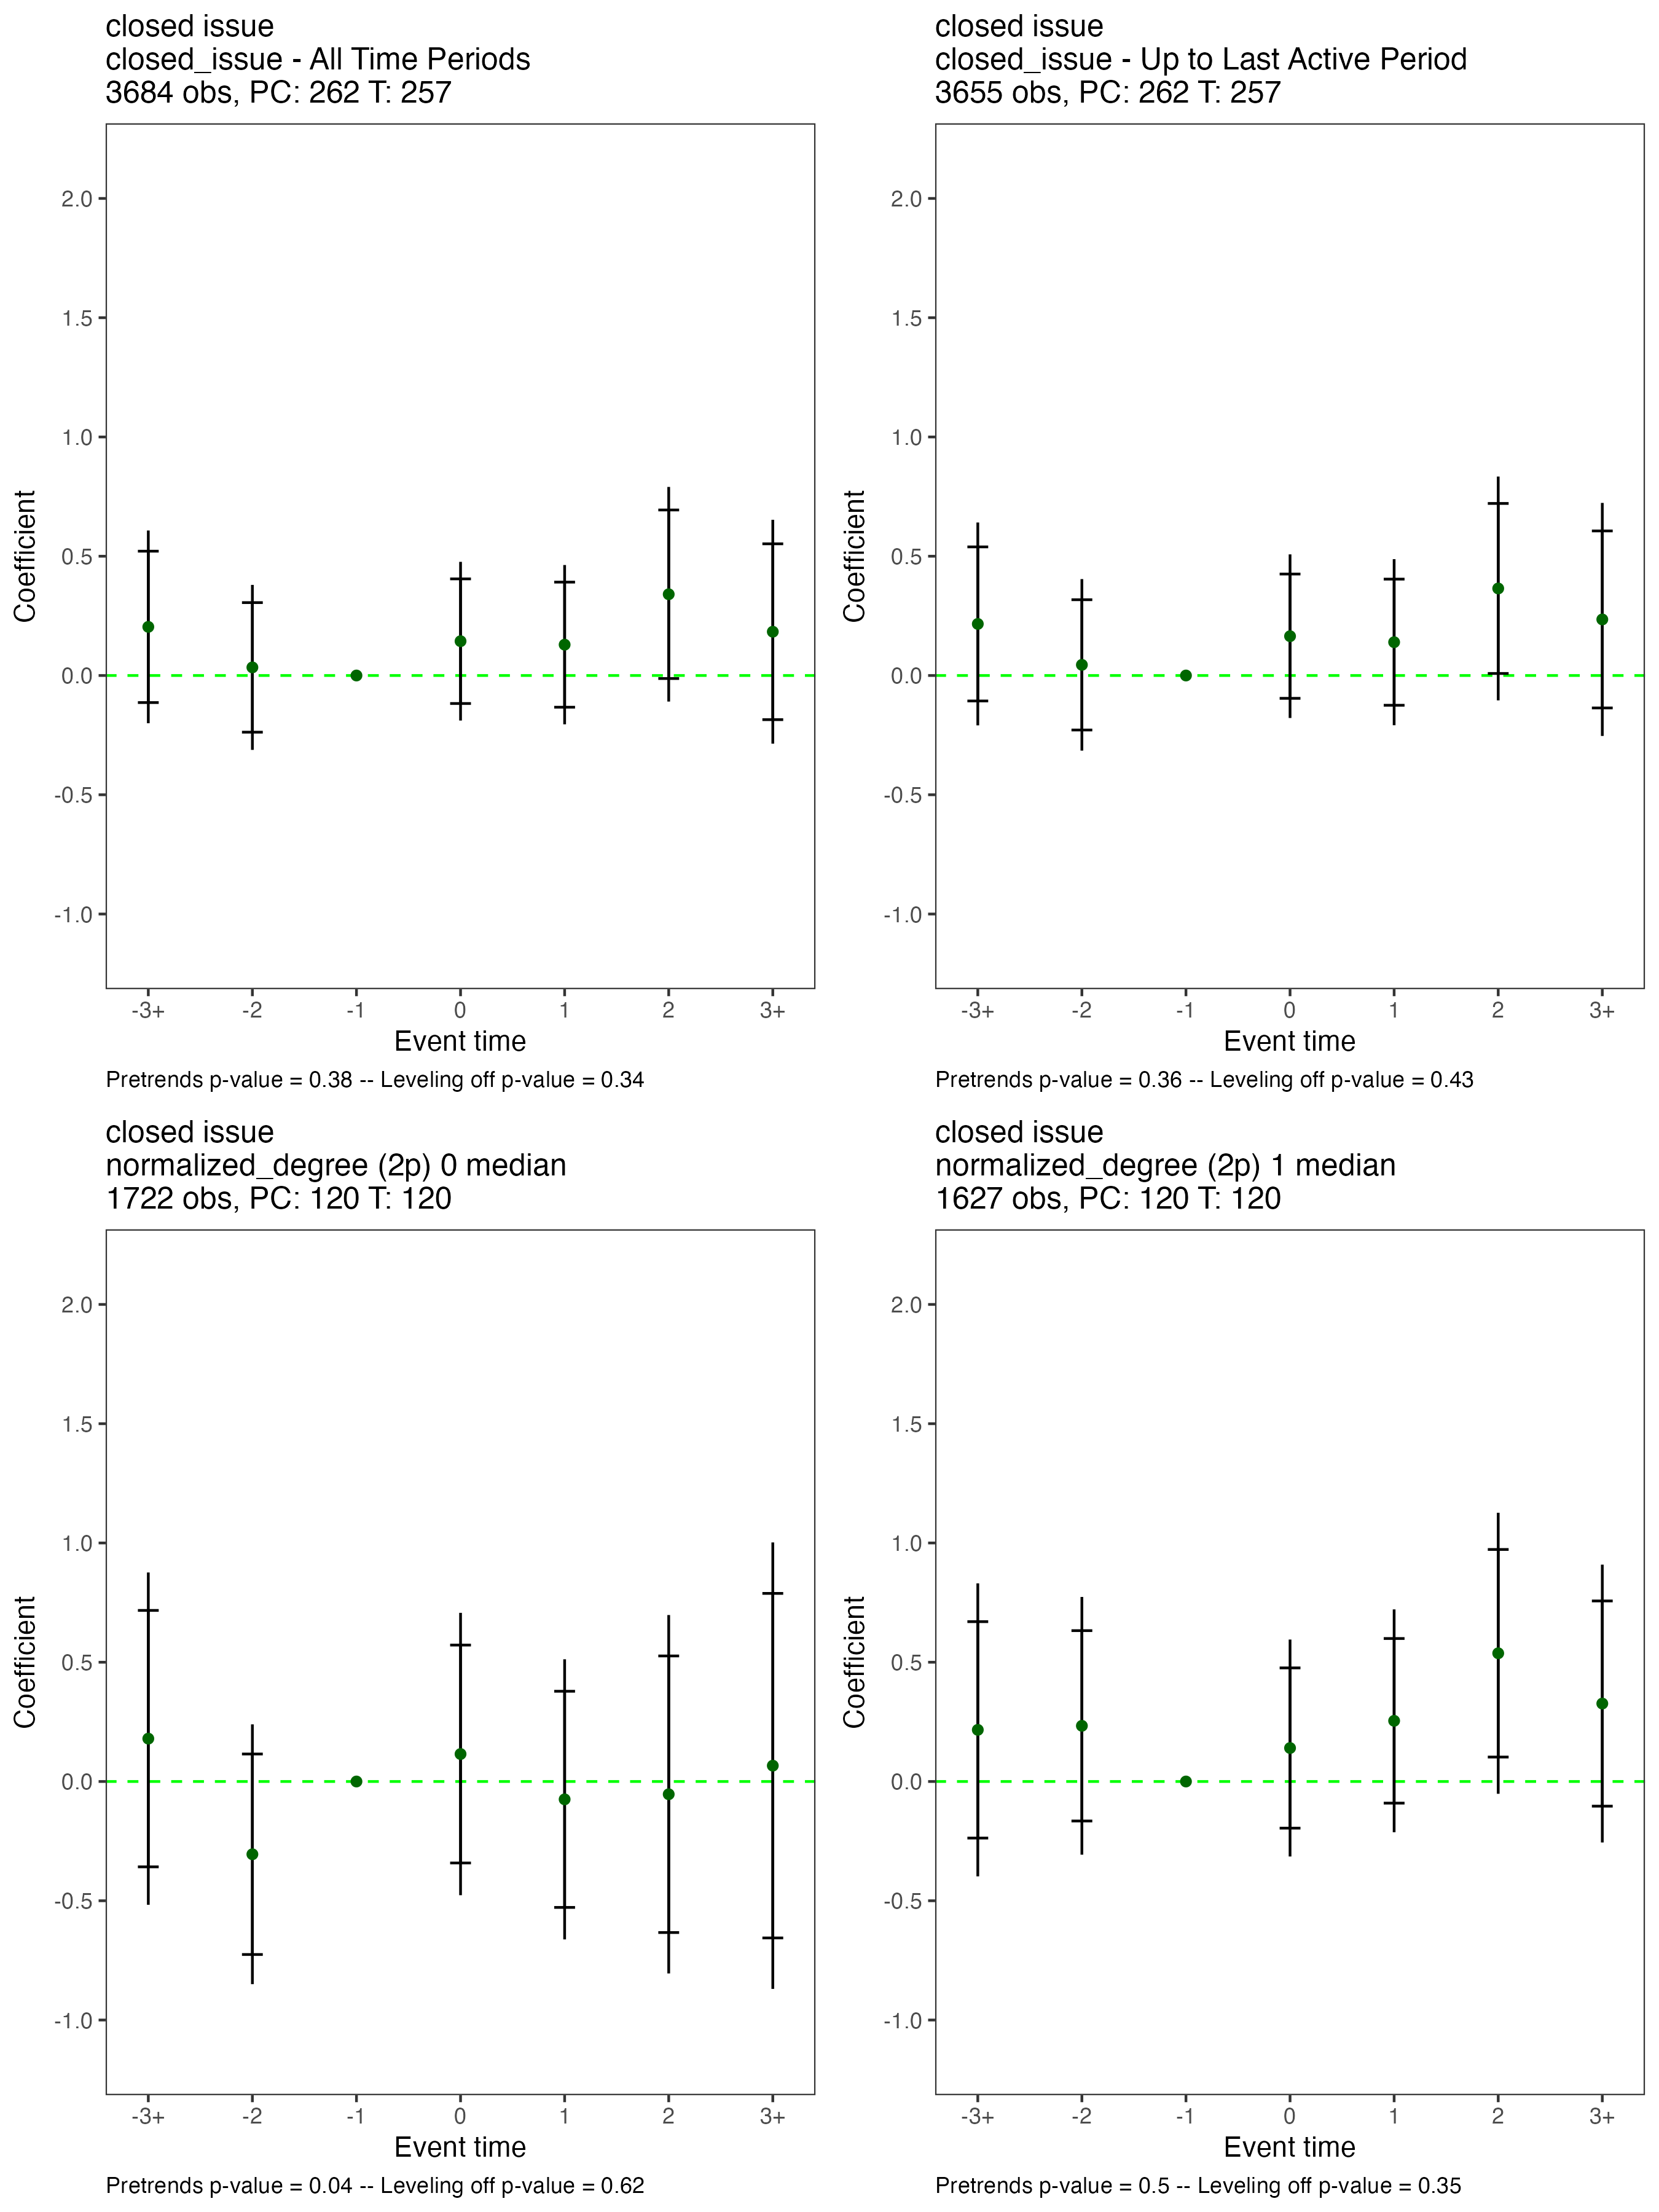 closed issue
closed_issue - All Time Periods
3684 obs, PC: 262 T: 257
Coefficient
2.0
1.5
1.0
0.5
0.0
-0.5
-1.0
-3+ -2 -1 0 1 2 3+
Event time
Pretrends p-value = 0.38 -- Leveling off p-value = 0.34
closed issue
closed_issue - Up to Last Active Period
3655 obs, PC: 262 T: 257
Coefficient
2.0
1.5
1.0
0.5
0.0
-0.5
-1.0
-3+ -2 -1 0 1 2 3+
Event time
Pretrends p-value = 0.36 -- Leveling off p-value = 0.43
closed issue
normalized_degree (2p) 0 median
1722 obs, PC: 120 T: 120
Coefficient
2.0
1.5
1.0
0.5
0.0
-0.5
-1.0
-3+ -2 -1 0 1 2 3+
Event time
Pretrends p-value = 0.04 -- Leveling off p-value = 0.62
closed issue
normalized_degree (2p) 1 median
1627 obs, PC: 120 T: 120
Coefficient
2.0
1.5
1.0
0.5
0.0
-0.5
-1.0
-3+ -2 -1 0 1 2 3+
Event time
Pretrends p-value = 0.5 -- Leveling off p-value = 0.35